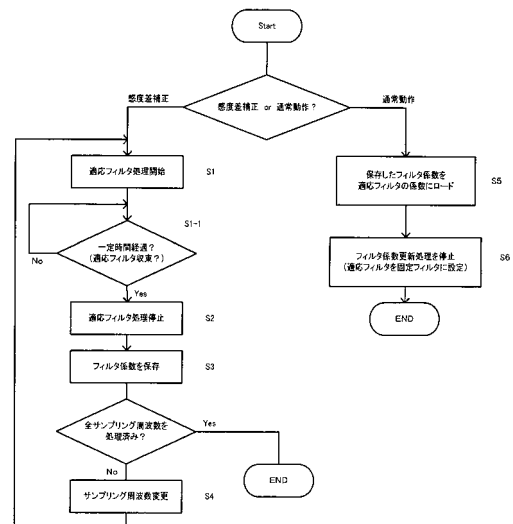 Start
感度差補正 or 通常動作？
感度差補正
通常動作
適応フィルタ処理開始
S1
S1-1
一定時間経過？
（適応フィルタ収束？）
No
Yes
適応フィルタ処理停止
S2
フィルタ係数を保存
S3
全サンプリング周波数を
処理済み？
Yes
No
END
サンプリング周波数変更
S4
保存したフィルタ係数を
適応フィルタの係数にロード
S5
フィルタ係数更新処理を停止
（適応フィルタを固定フィルタに設定）
S6
END